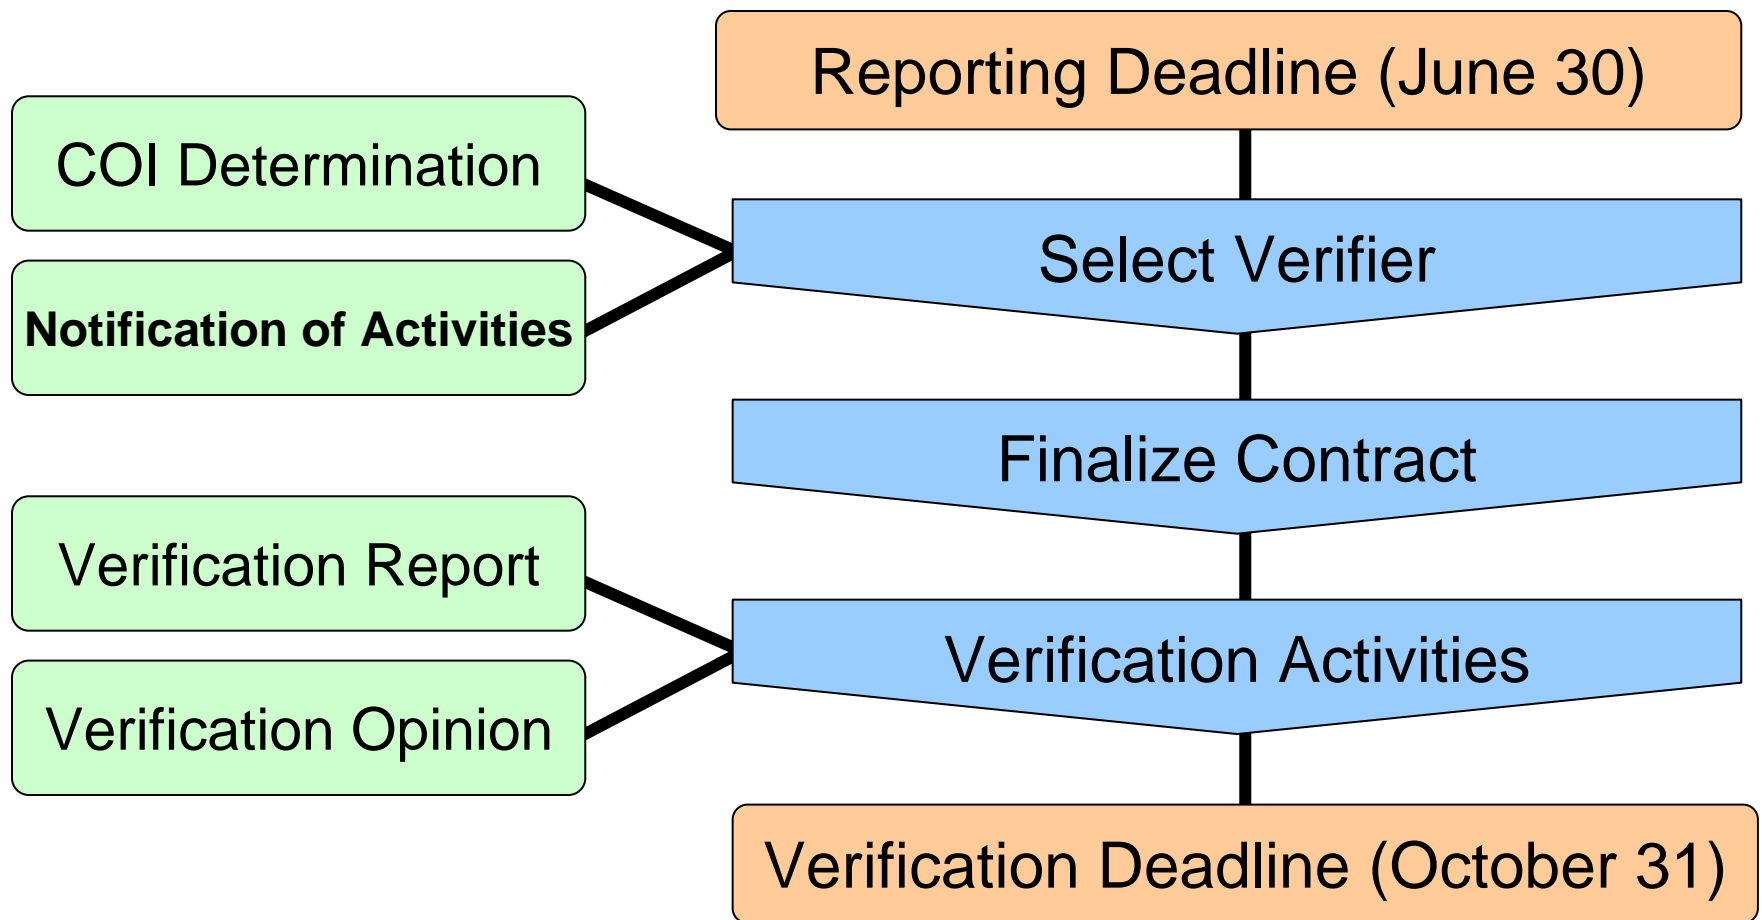 Reporting Deadline (June 30)
COI Determination
Select Verifier
Notification of Activities
Finalize Contract
Verification Report
Verification Activities
Verification Opinion
Verification Deadline (October 31)